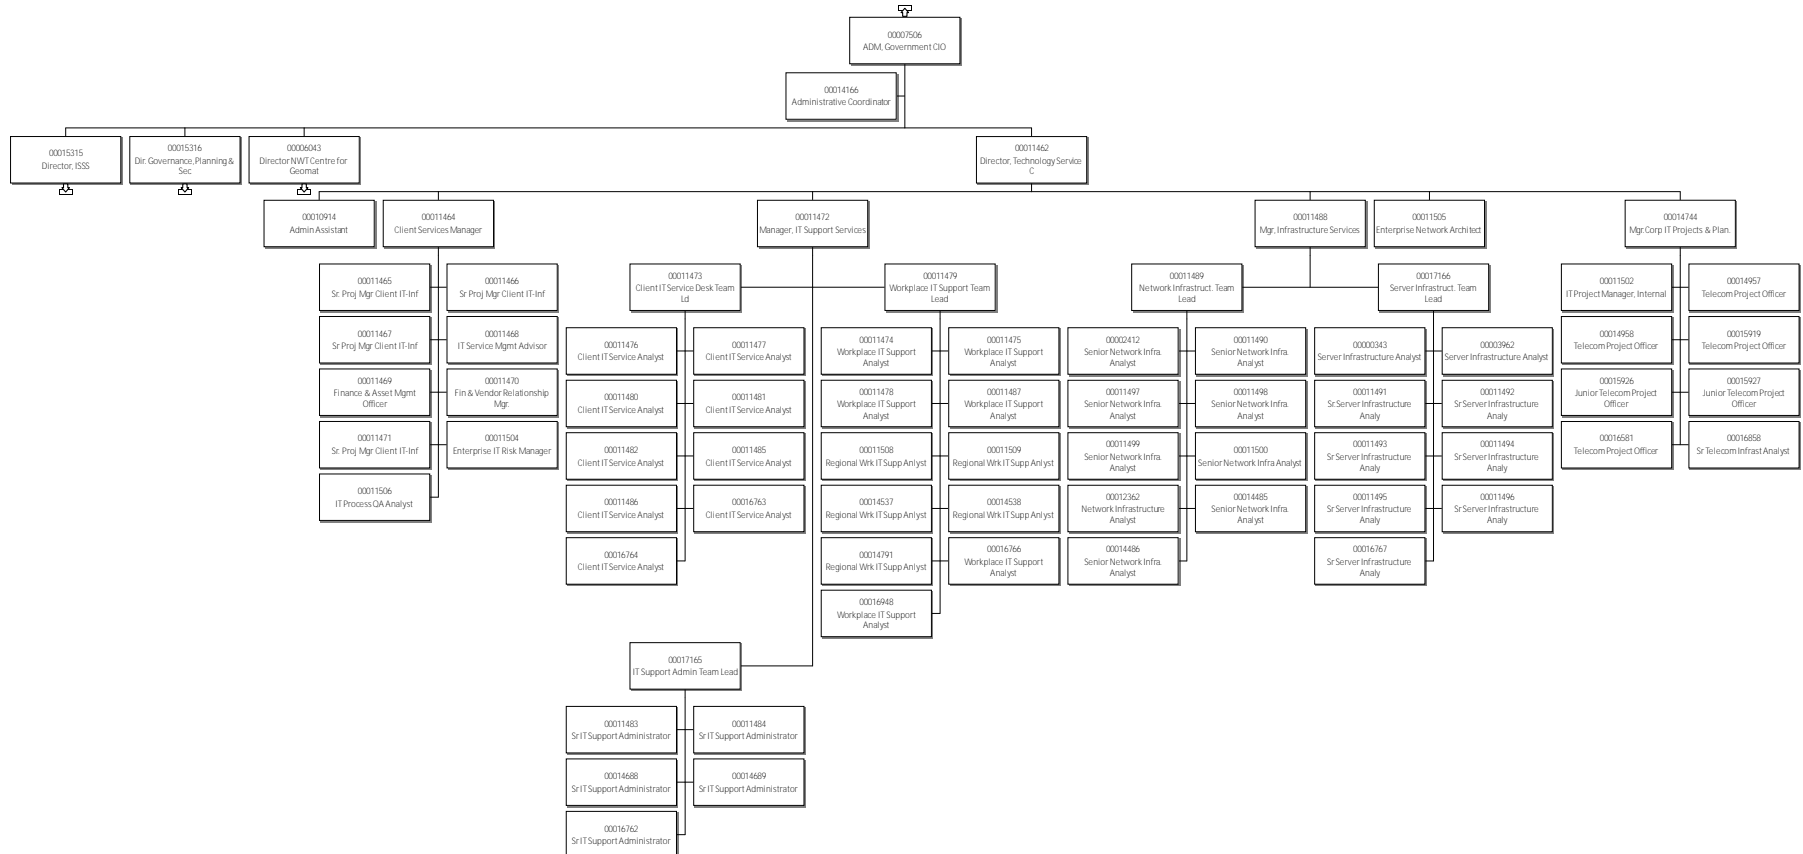 00007506
ADM, Government CIO
00014166
Administrative Coordinator
00015315
Director, ISSS
00015316
Dir. Governance, Planning &
Sec
00006043
Director NWT Centre for
Geomat
00011462
Director, Technology Service
C
00010914
Admin Assistant
00011464
Client Services Manager
00011472
Manager, IT Support Services
00011488
Mgr, Infrastructure Services
00011505
Enterprise Network Architect
00014744
Mgr.Corp IT Projects & Plan.
00011465
Sr. Proj Mgr Client IT-Inf
00011466
Sr Proj Mgr Client IT-Inf
00011467
Sr Proj Mgr Client IT-Inf
00011468
IT Service Mgmt Advisor
00011469
Finance & Asset Mgmt
Officer
00011470
Fin & Vendor Relationship
Mgr.
00011471
Sr. Proj Mgr Client IT-Inf
00011504
Enterprise IT Risk Manager
00011506
IT Process QA Analyst
00011473
Client IT Service Desk Team
Ld
00011479
Workplace IT Support Team
Lead
00011476
Client IT Service Analyst
00011477
Client IT Service Analyst
00011480
Client IT Service Analyst
00011481
Client IT Service Analyst
00011482
Client IT Service Analyst
00011485
Client IT Service Analyst
00011486
Client IT Service Analyst
00016763
Client IT Service Analyst
00016764
Client IT Service Analyst
00011474
Workplace IT Support
Analyst
00011475
Workplace IT Support
Analyst
00011478
Workplace IT Support
Analyst
00011487
Workplace IT Support
Analyst
00011508
Regional Wrk IT Supp Anlyst
00011509
Regional Wrk IT Supp Anlyst
00014537
Regional Wrk IT Supp Anlyst
00014538
Regional Wrk IT Supp Anlyst
00014791
Regional Wrk IT Supp Anlyst
00016766
Workplace IT Support
Analyst
00016948
Workplace IT Support
Analyst
00011489
Network Infrastruct. Team
Lead
00017166
Server Infrastruct. Team
Lead
00002412
Senior Network Infra.
Analyst
00011490
Senior Network Infra.
Analyst
00011497
Senior Network Infra.
Analyst
00011498
Senior Network Infra.
Analyst
00011499
Senior Network Infra.
Analyst
00011500
Senior Network Infra Analyst
00012362
Network Infrastructure
Analyst
00014485
Senior Network Infra.
Analyst
00014486
Senior Network Infra.
Analyst
00000343
Server Infrastructure Analyst
00003962
Server Infrastructure Analyst
00011491
Sr.Server Infrastructure
Analy
00011492
Sr Server Infrastructure
Analy
00011493
Sr Server Infrastructure
Analy
00011494
Sr Server Infrastructure
Analy
00011495
Sr Server Infrastructure
Analy
00011496
Sr Server Infrastructure
Analy
00016767
Sr Server Infrastructure
Analy
00011502
IT Project Manager, Internal
00014957
Telecom Project Officer
00014958
Telecom Project Officer
00015919
Telecom Project Officer
00015926
Junior Telecom Project
Officer
00015927
Junior Telecom Project
Officer
00016581
Telecom Project Officer
00016858
Sr Telecom Infrast Analyst
00017165
IT Support Admin Team Lead
00011483
Sr IT Support Administrator
00011484
Sr IT Support Administrator
00014688
Sr IT Support Administrator
00014689
Sr IT Support Administrator
00016762
Sr IT Support Administrator